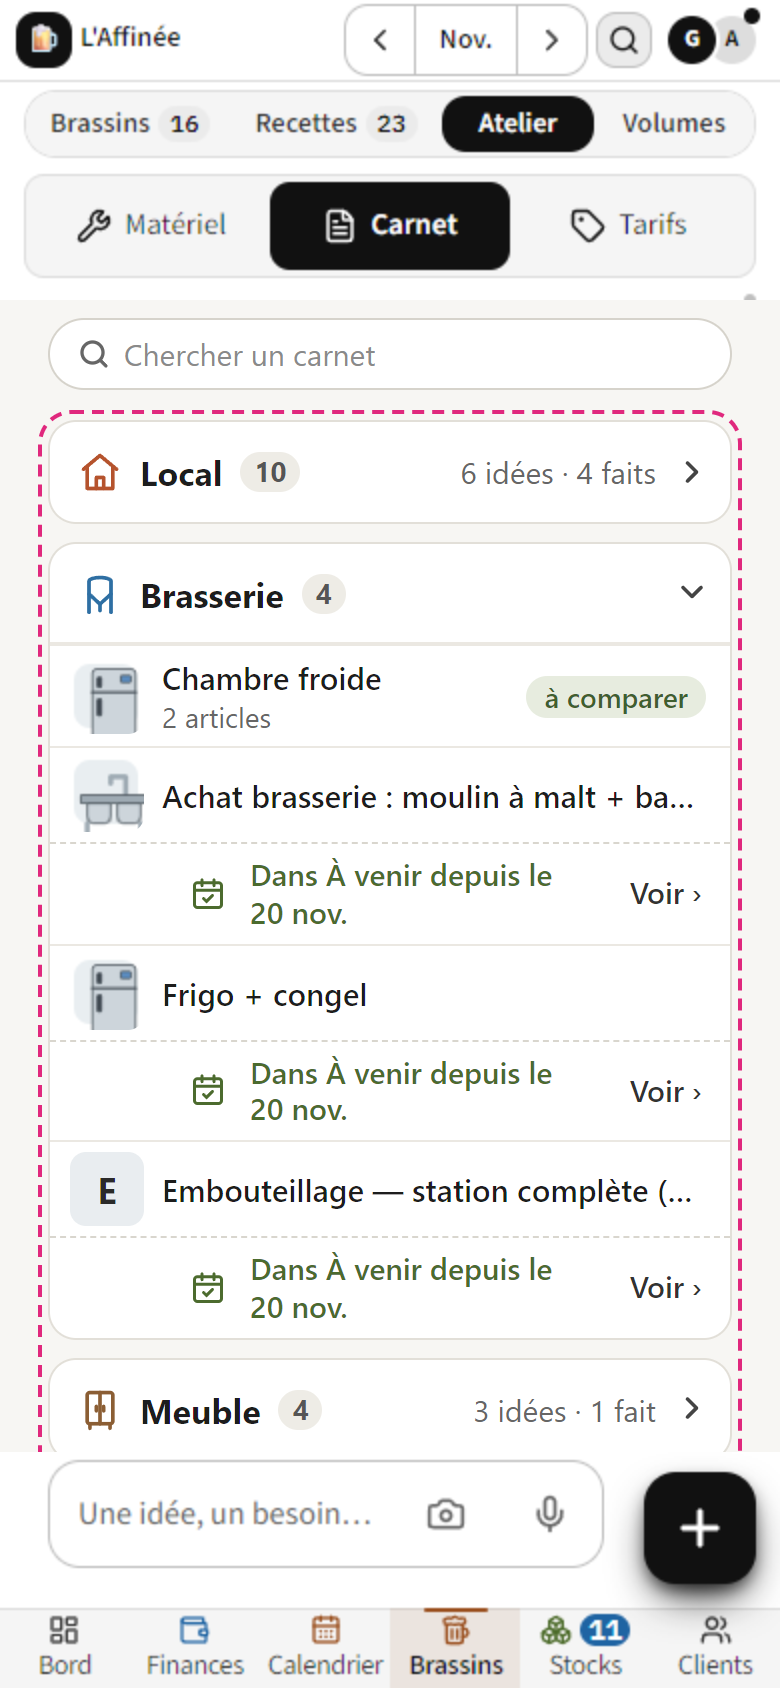 L'Affinée
Nov.
G
A
Brassins 16
Recettes 23
Atelier
Volumes
Matériel
Carnet
Tarifs
Chercher un carnet
Local 10
6 idées · 4 faits
Brasserie 4
Chambre froide
2 articles
à comparer
Achat brasserie : moulin à malt + ba...
Dans À venir depuis le
20 nov.
Voir ›
Frigo + congel
Dans À venir depuis le
20 nov.
Voir ›
E
Embouteillage — station complète (...
Dans À venir depuis le
20 nov.
Voir ›
Meuble 4
3 idées · 1 fait
Une idée, un besoin...
Bord
Finances
Calendrier
Brassins
11
Stocks
Clients